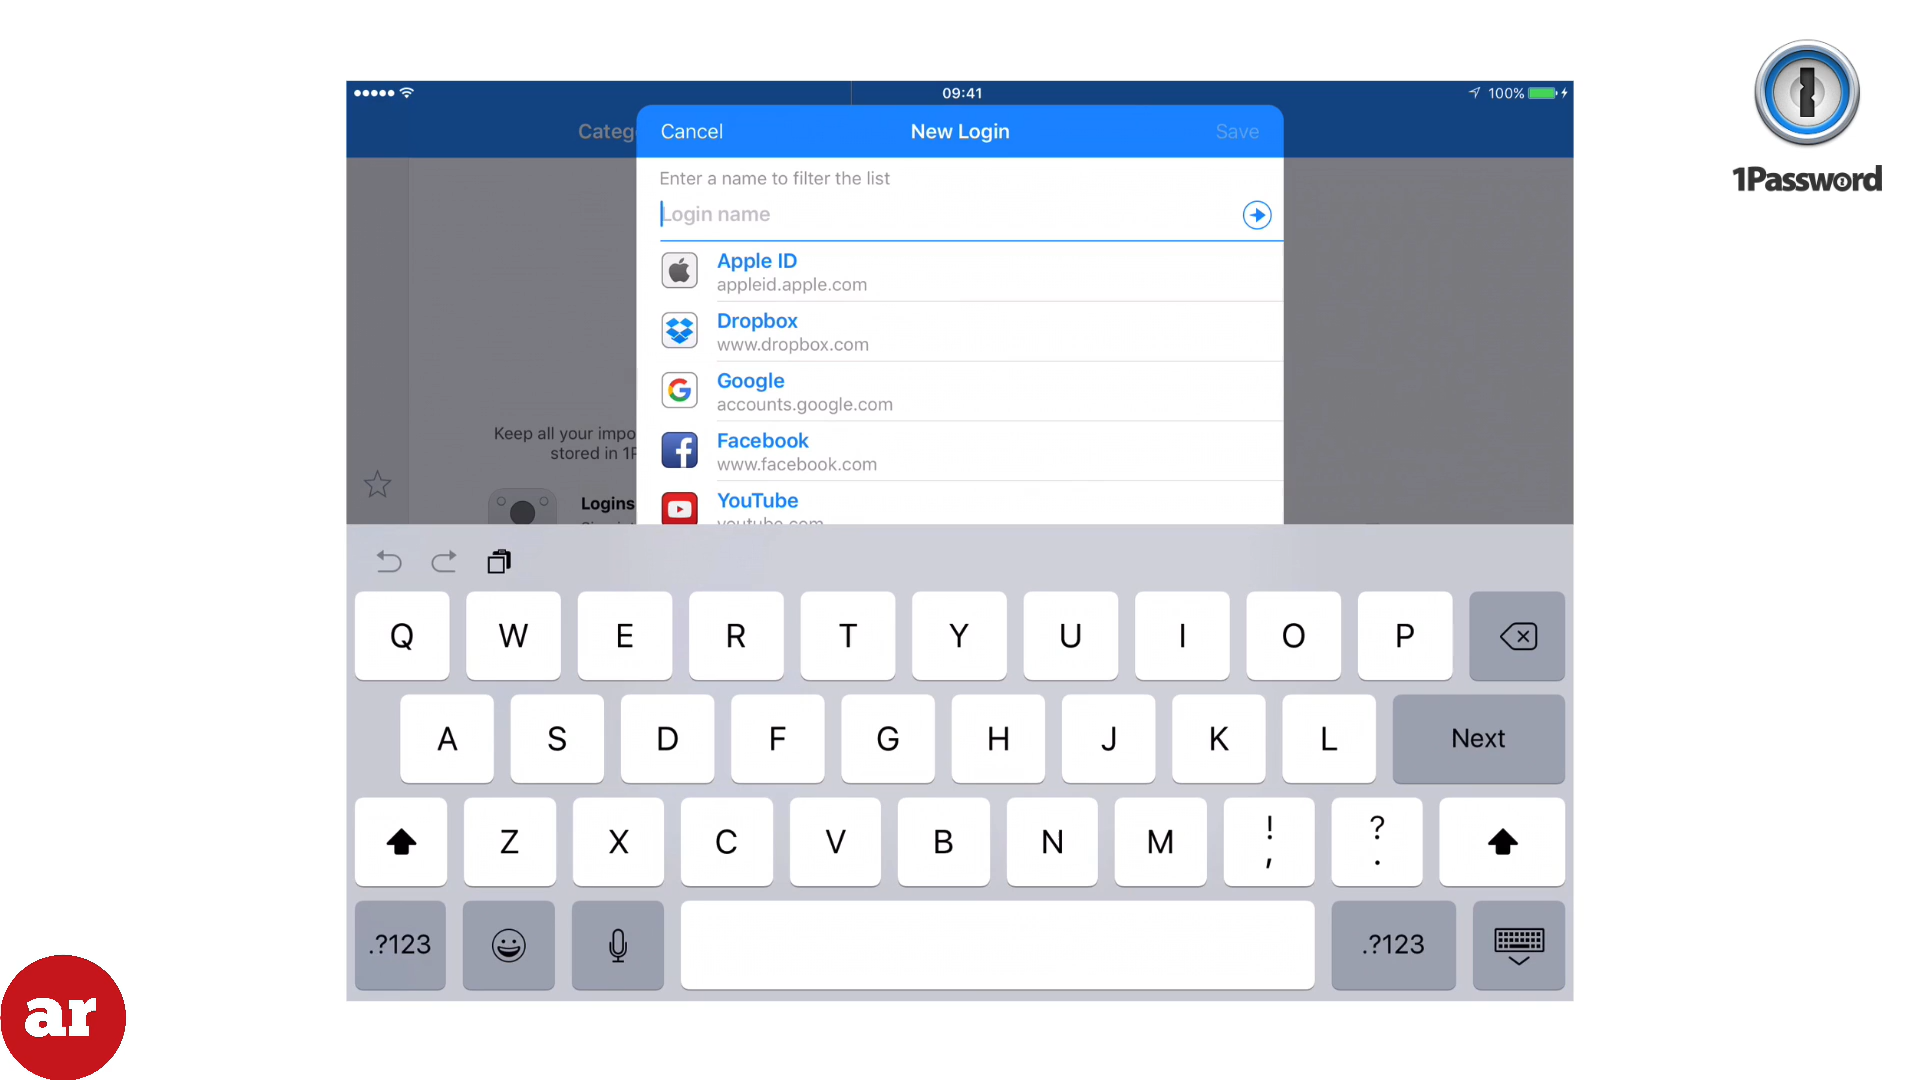 09:41
100%
Categ
Cancel
New Login
Save
Enter a name to filter the list
Login name
Apple ID
appleid.apple.com
Dropbox
www.dropbox.com
Google
accounts.google.com
Facebook
www.facebook.com
YouTube
youtube.com
Keep all your impo
stored in 1P
Logins
1Password
Q W E R T Y U I O P
A S D F G H J K L Next
Z X C V B N M ! , ? .
.?123 .?123
ar